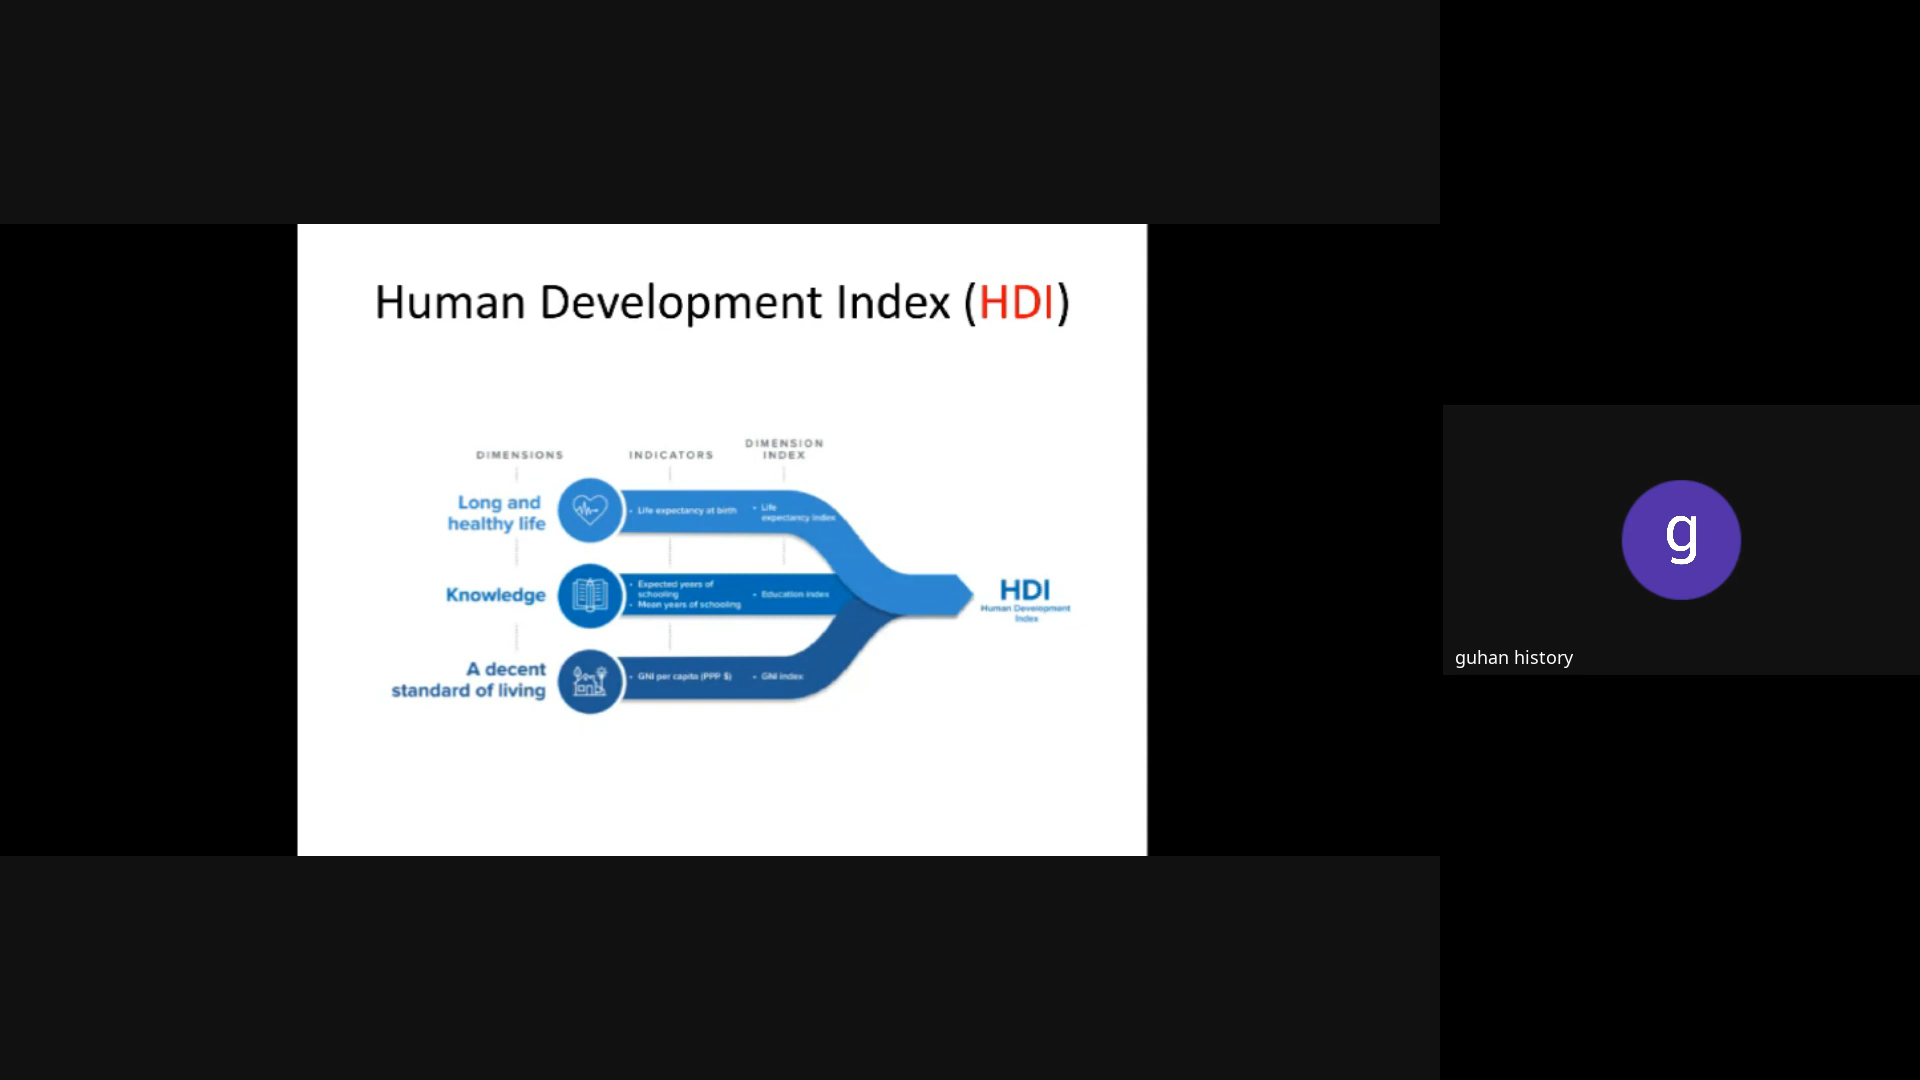 Human Development Index (HDI)
DIMENSIONS
INDICATORS
DIMENSION
INDEX
Long and
healthy life
• Life expectancy at birth
• Life
expectancy index
Knowledge
• Expected years of
schooling
• Mean years of schooling
• Education index
A decent
standard of living
• GNI per capita (PPP $)
• GNI index
HDI
Human Development
Index
g
guhan history